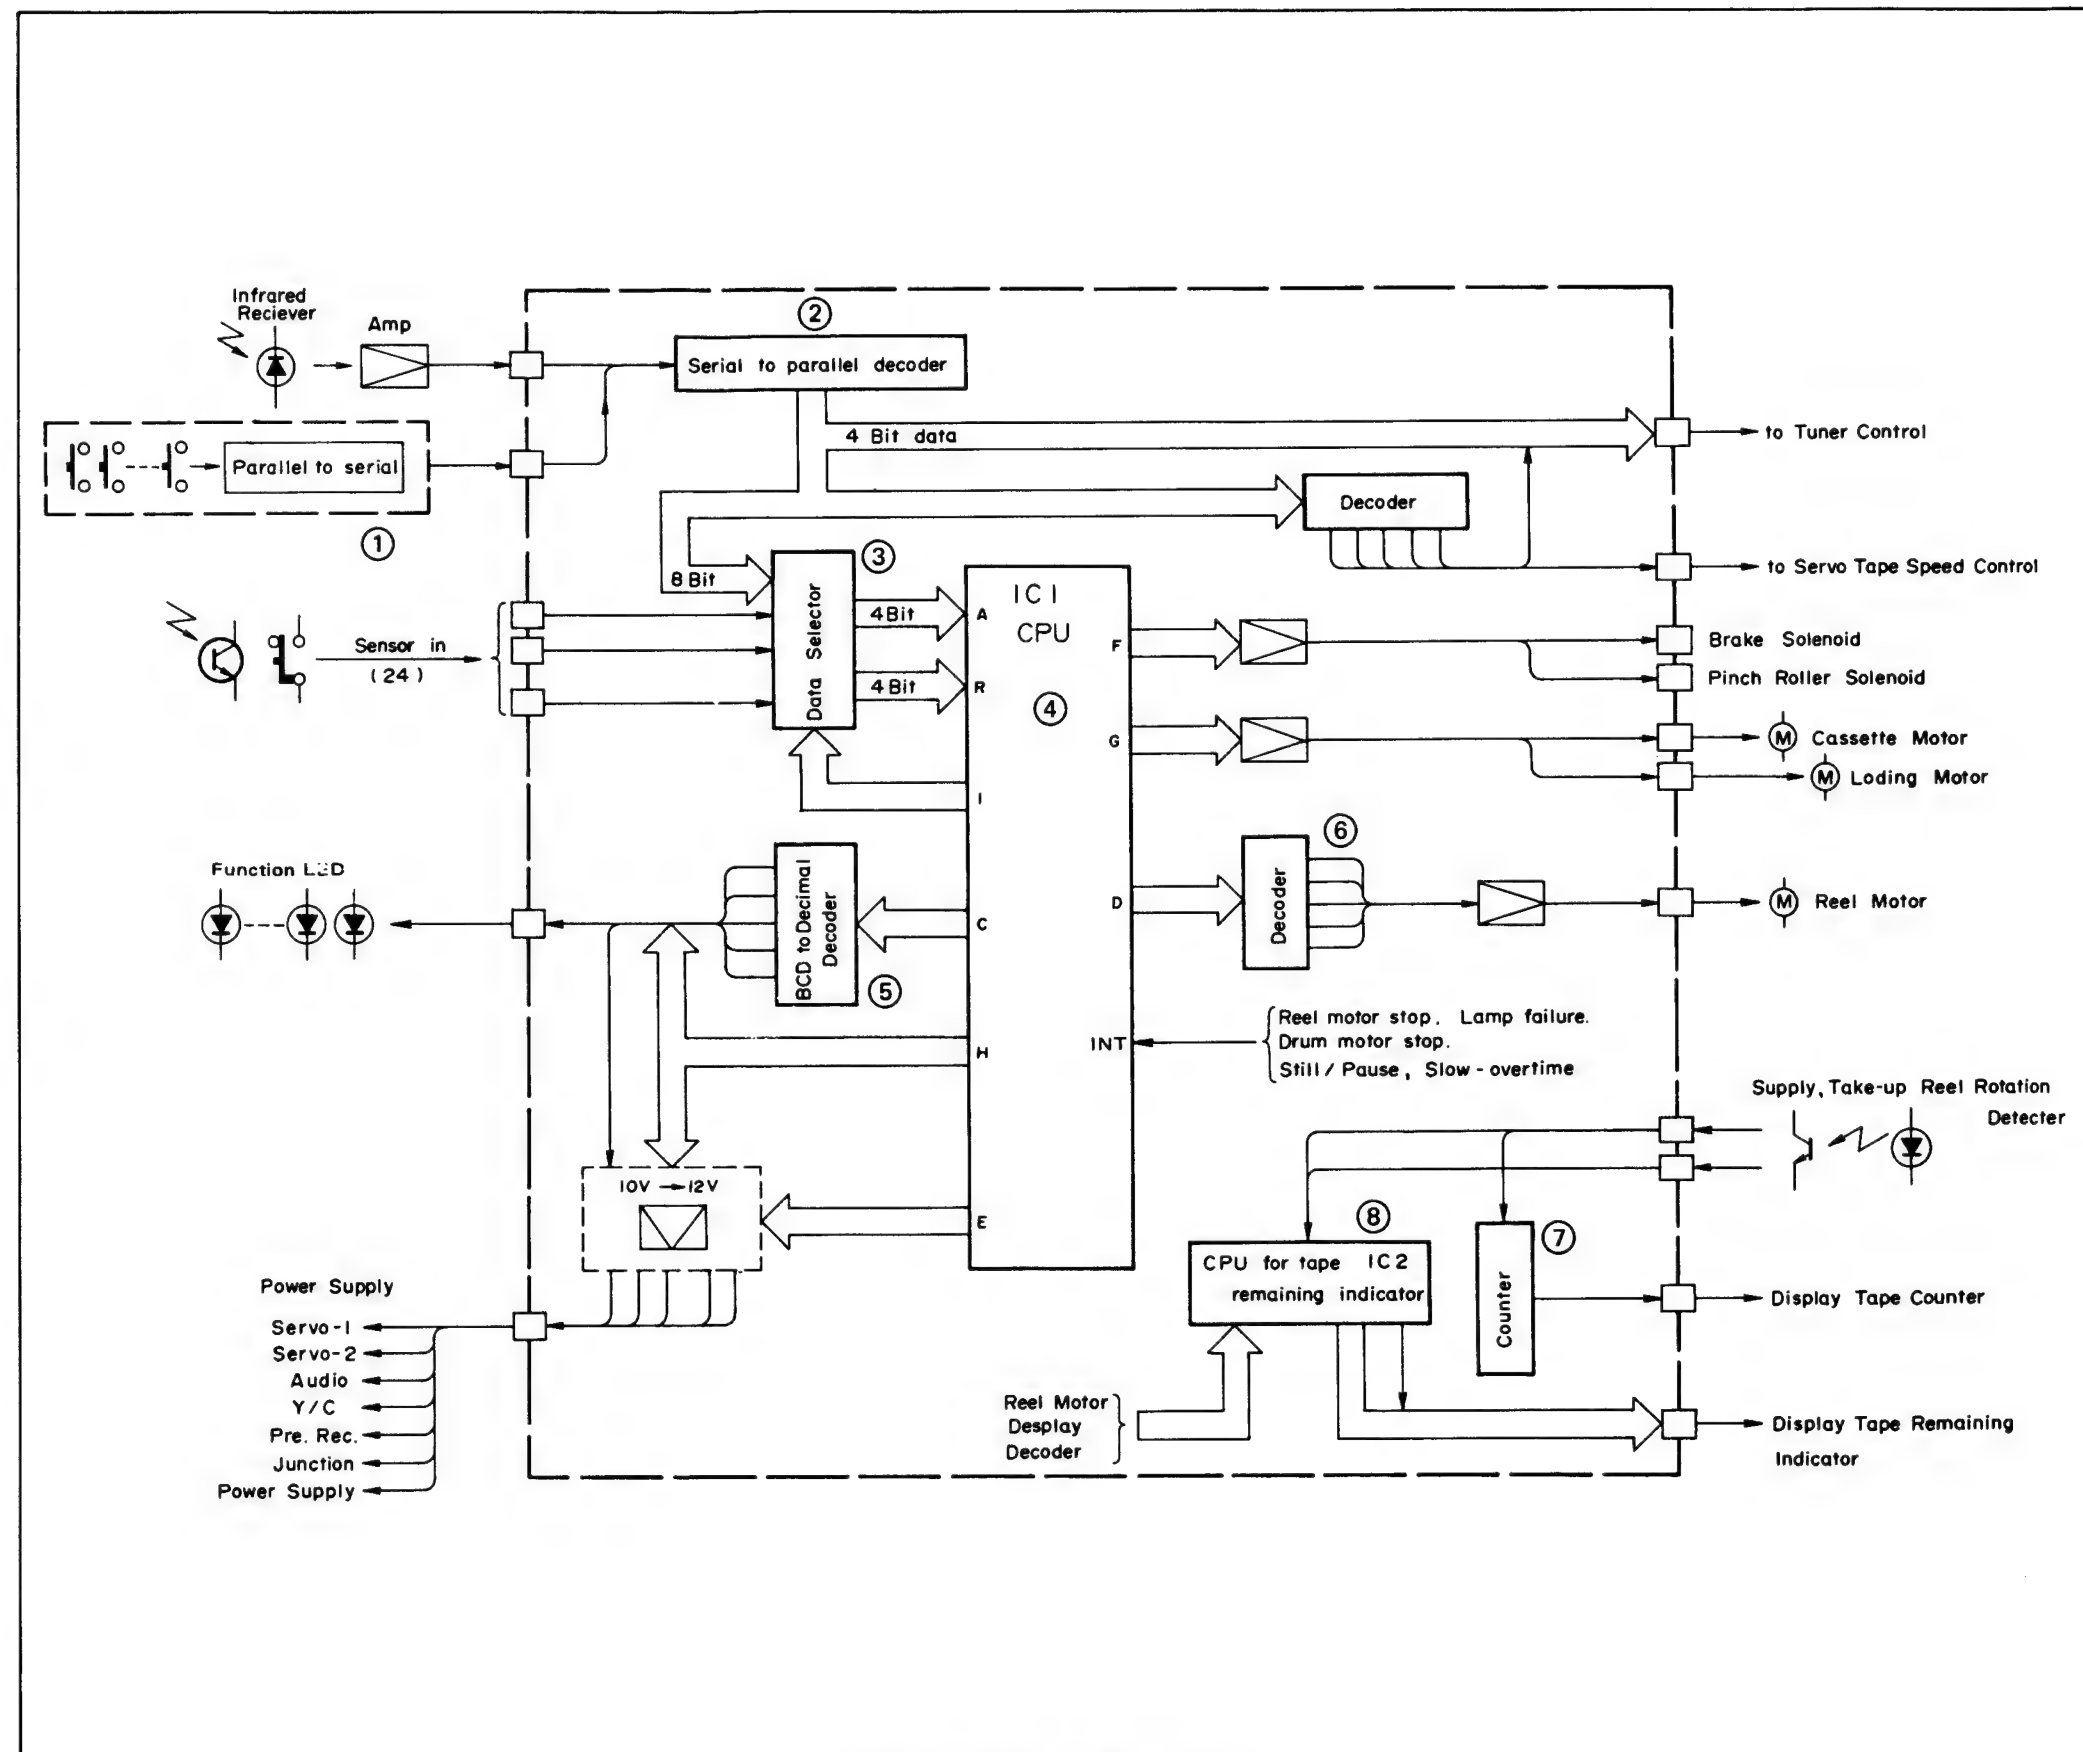 Infrared
Reciever
Amp
②
Serial to parallel decoder
4 Bit data
to Tuner Control
Parallel to serial
①
Decoder
③
8 Bit
to Servo Tape Speed Control
Data Selector
4 Bit
4 Bit
IC1
CPU
④
A
R
I
C
H
E
F
G
D
INT
Sensor in
(24)
Brake Solenoid
Pinch Roller Solenoid
M
Cassette Motor
M
Loding Motor
⑥
Decoder
M
Reel Motor
Function LED
BCD to Decimal
Decoder
⑤
Reel motor stop. Lamp failure.
Drum motor stop.
Still / Pause, Slow-overtime
Supply, Take-up Reel Rotation
Detecter
10V → 12V
⑧
CPU for tape IC2
remaining indicator
⑦
Counter
Display Tape Counter
Power Supply
Servo-1
Servo-2
Audio
Y/C
Pre. Rec.
Junction
Power Supply
Reel Motor
Desplay
Decoder
Display Tape Remaining
Indicator